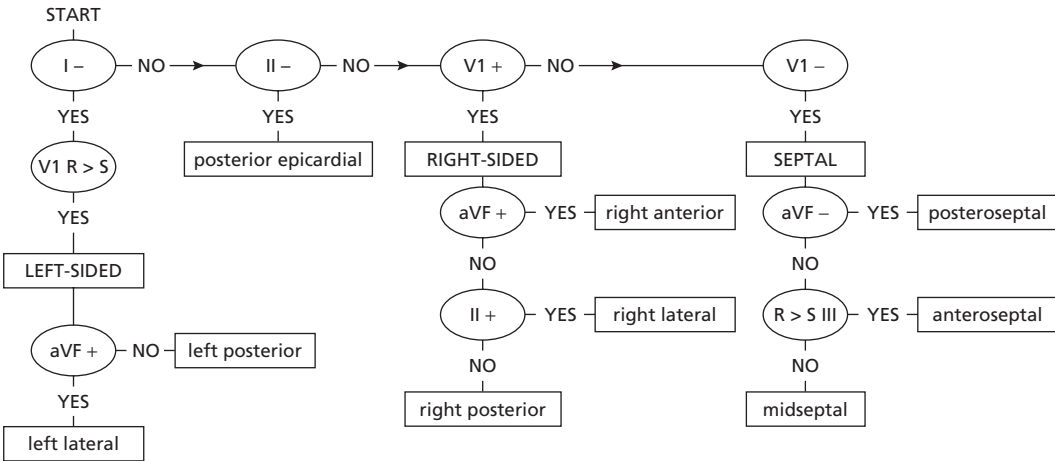 START
I – NO II – NO V1 + NO V1 –
YES YES YES YES
V1 R > S posterior epicardial RIGHT-SIDED SEPTAL
YES aVF + YES right anterior aVF – YES posteroseptal
LEFT-SIDED NO NO
II + YES right lateral R > S III YES anteroseptal
aVF + NO left posterior NO NO
YES right posterior midseptal
left lateral